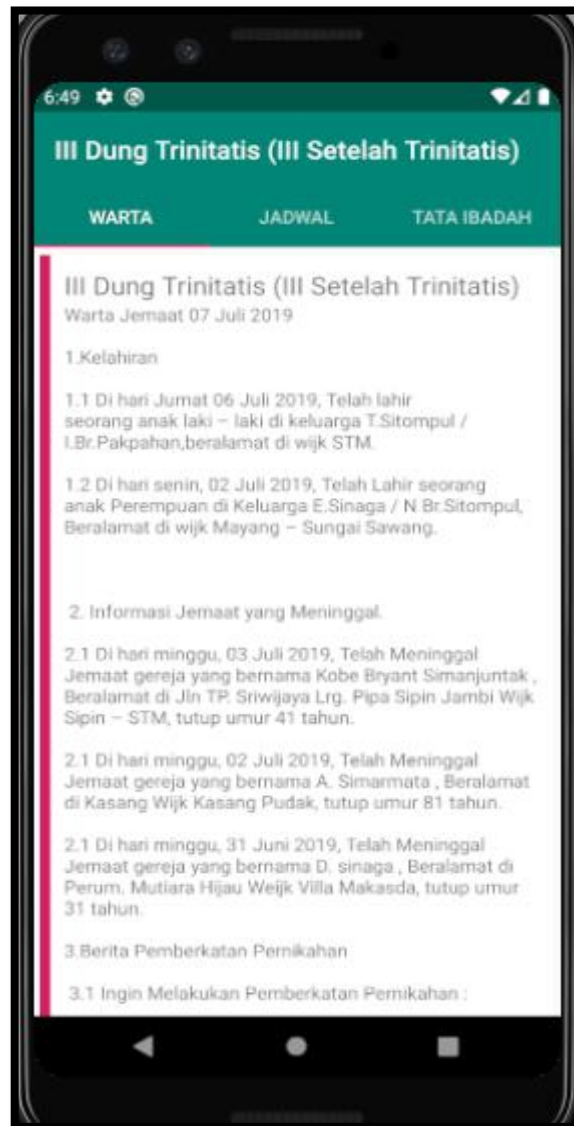 6:49
III Dung Trinitatis (III Setelah Trinitatis)
WARTA JADWAL TATA IBADAH
III Dung Trinitatis (III Setelah Trinitatis)
Warta Jemaat 07 Juli 2019
1.Kelahiran
1.1 Di hari Jumat 06 Juli 2019, Telah lahir
seorang anak laki – laki di keluarga T.Sitompul /
I.Br.Pakpahan,beralamat di wijk STM.
1.2 Di hari senin, 02 Juli 2019, Telah Lahir seorang
anak Perempuan di Keluarga E.Sinaga / N Br.Sitompul,
Beralamat di wijk Mayang – Sungai Sawang.
2. Informasi Jemaat yang Meninggal.
2.1 Di hari minggu, 03 Juli 2019, Telah Meninggal
Jemaat gereja yang bernama Kobe Bryant Simanjuntak ,
Beralamat di Jln TP. Sriwijaya Lrg. Pipa Sipin Jambi Wijk
Sipin – STM, tutup umur 41 tahun.
2.1 Di hari minggu, 02 Juli 2019, Telah Meninggal
Jemaat gereja yang bernama A. Simarmata , Beralamat
di Kasang Wijk Kasang Pudak, tutup umur 81 tahun.
2.1 Di hari minggu, 31 Juni 2019, Telah Meninggal
Jemaat gereja yang bernama D. sinaga , Beralamat di
Perum. Mutiara Hijau Weijk Villa Makasda, tutup umur
31 tahun.
3.Berita Pemberkatan Pernikahan
3.1 Ingin Melakukan Pemberkatan Pernikahan :